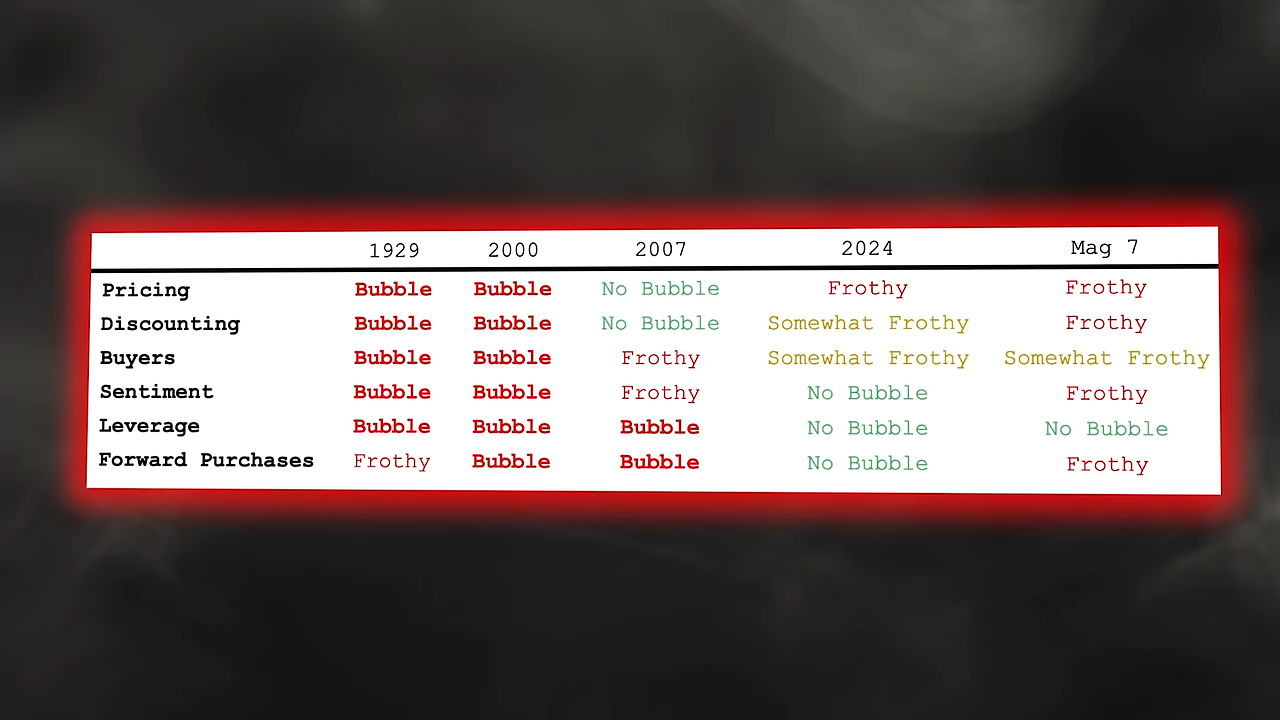 1929 2000 2007 2024 Mag 7
Pricing Bubble Bubble No Bubble Frothy Frothy
Discounting Bubble Bubble No Bubble Somewhat Frothy Frothy
Buyers Bubble Bubble Frothy Somewhat Frothy Somewhat Frothy
Sentiment Bubble Bubble Frothy No Bubble Frothy
Leverage Bubble Bubble Bubble No Bubble No Bubble
Forward Purchases Frothy Bubble Bubble No Bubble Frothy